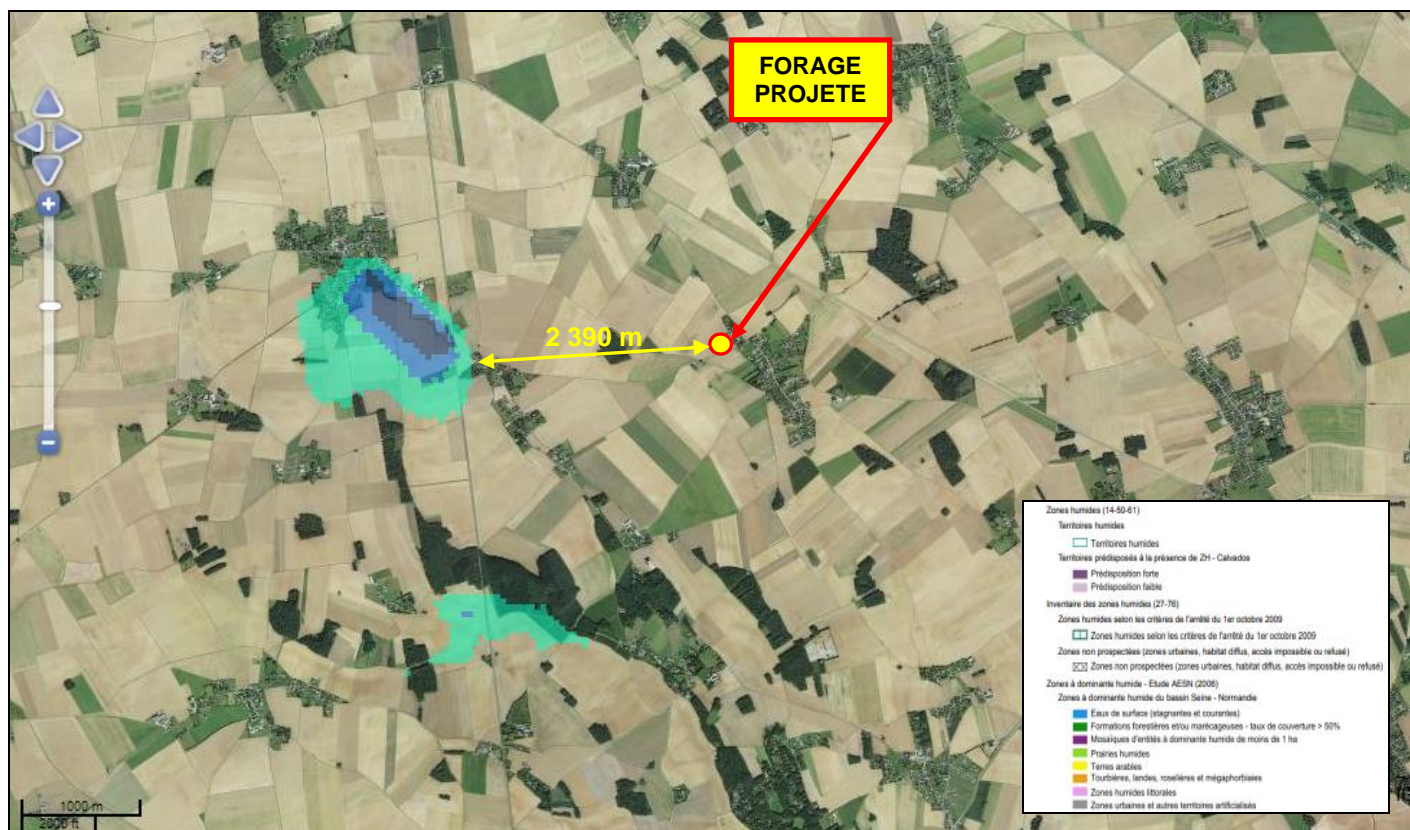 FORAGE
PROJETE
2 390 m
Zones humides (14-50-61)
Territoires humides
Territoires humides
Territoires prédisposés à la présence de ZH - Calvados
Prédisposition forte
Prédisposition faible
Inventaire des zones humides (27-76)
Zones humides selon les critères de l'arrêté du 1er octobre 2009
Zones humides selon les critères de l'arrêté du 1er octobre 2009
Zones non prospectées (zones urbaines, habitat diffus, accès impossible ou refusé)
Zones non prospectées (zones urbaines, habitat diffus, accès impossible ou refusé)
Zones à dominante humide - Etude AESN (2006)
Zones à dominante humide du bassin Seine - Normandie
Eaux de surface (stagnantes et courantes)
Formations forestières et/ou marécageuses - taux de couverture > 50%
Mosaïques d'entités à dominante humide de moins de 1 ha
Prairies humides
Terres arables
Tourbières, landes, roselières et mégaphorbiaies
Zones humides littorales
Zones urbaines et autres territoires artificialisés
1000 m
2000 ft